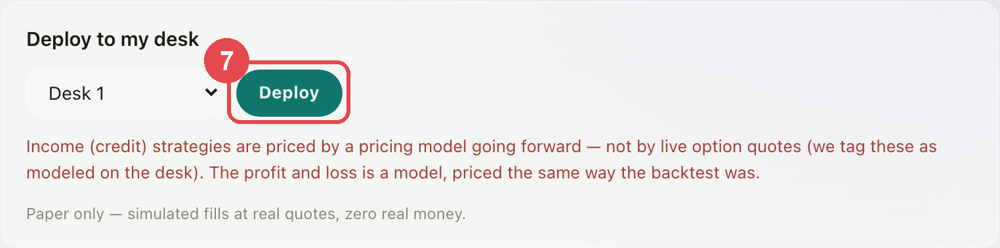 Deploy to my desk
7
Desk 1
Deploy
Income (credit) strategies are priced by a pricing model going forward — not by live option quotes (we tag these as
modeled on the desk). The profit and loss is a model, priced the same way the backtest was.
Paper only — simulated fills at real quotes, zero real money.